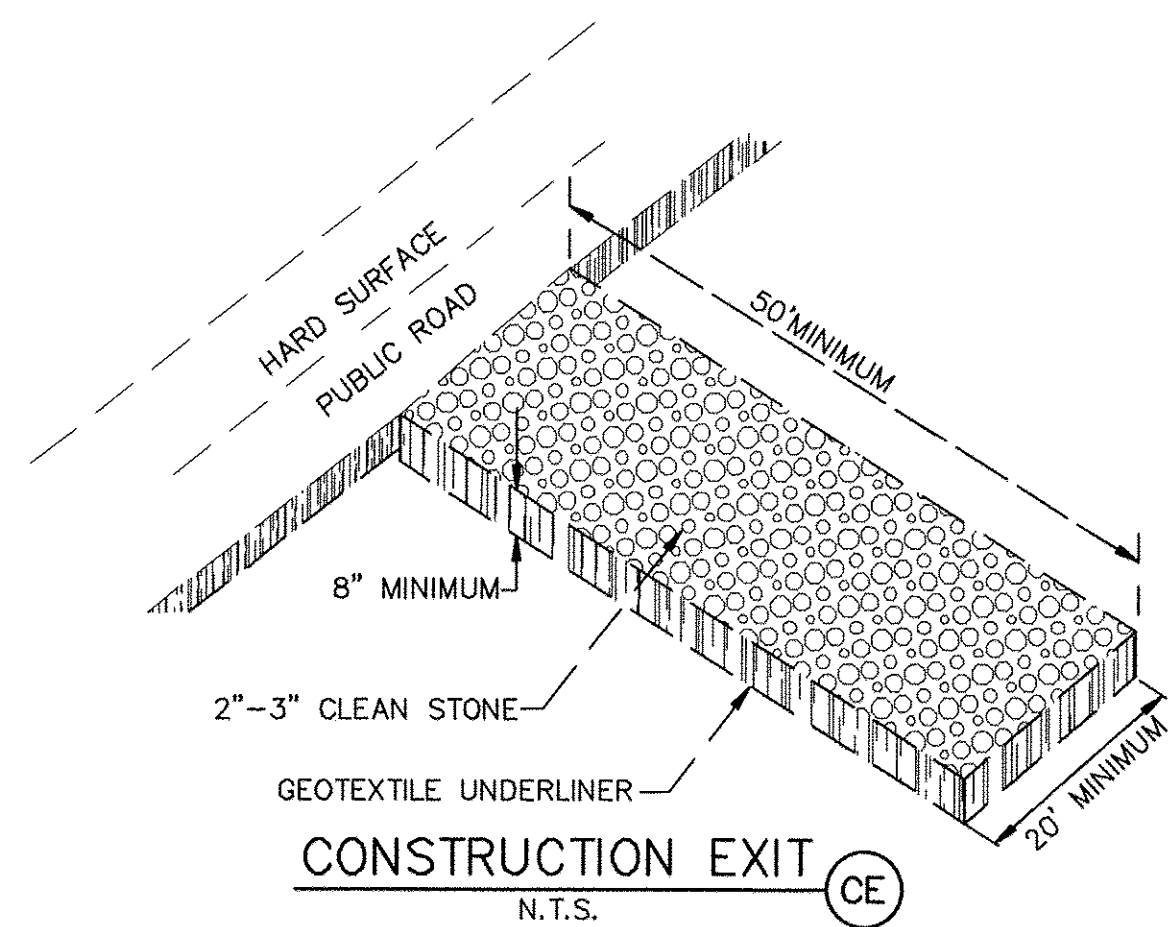 HARD SURFACE
PUBLIC ROAD
50'MINIMUM
8" MINIMUM
2"-3" CLEAN STONE
GEOTEXTILE UNDERLINER
20' MINIMUM
CONSTRUCTION EXIT
CE
N.T.S.